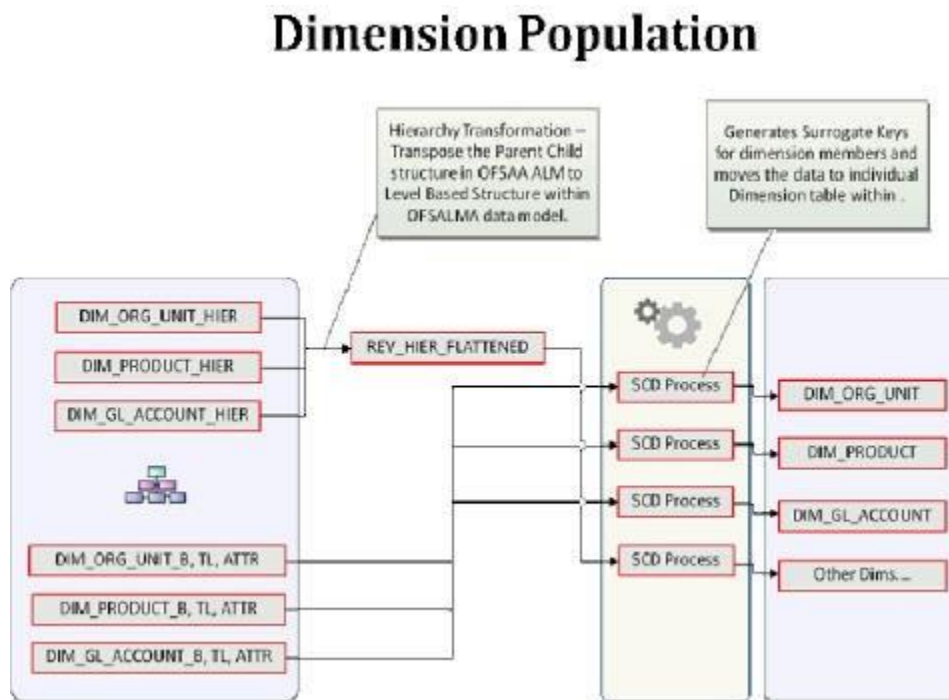 Dimension Population
Hierarchy Transformation –
Transpose the Parent Child
structure in OFSAA ALM to
Level Based Structure within
OFSALMA data model.
Generates Surrogate Keys
for dimension members and
moves the data to individual
Dimension table within .
DIM_ORG_UNIT_HIER
DIM_PRODUCT_HIER
DIM_GL_ACCOUNT_HIER
REV_HIER_FLATTENED
SCD Process
SCD Process
SCD Process
SCD Process
DIM_ORG_UNIT
DIM_PRODUCT
DIM_GL_ACCOUNT
Other Dims...
DIM_ORG_UNIT_B, TL, ATTR
DIM_PRODUCT_B, TL, ATTR
DIM_GL_ACCOUNT_B, TL, ATTR